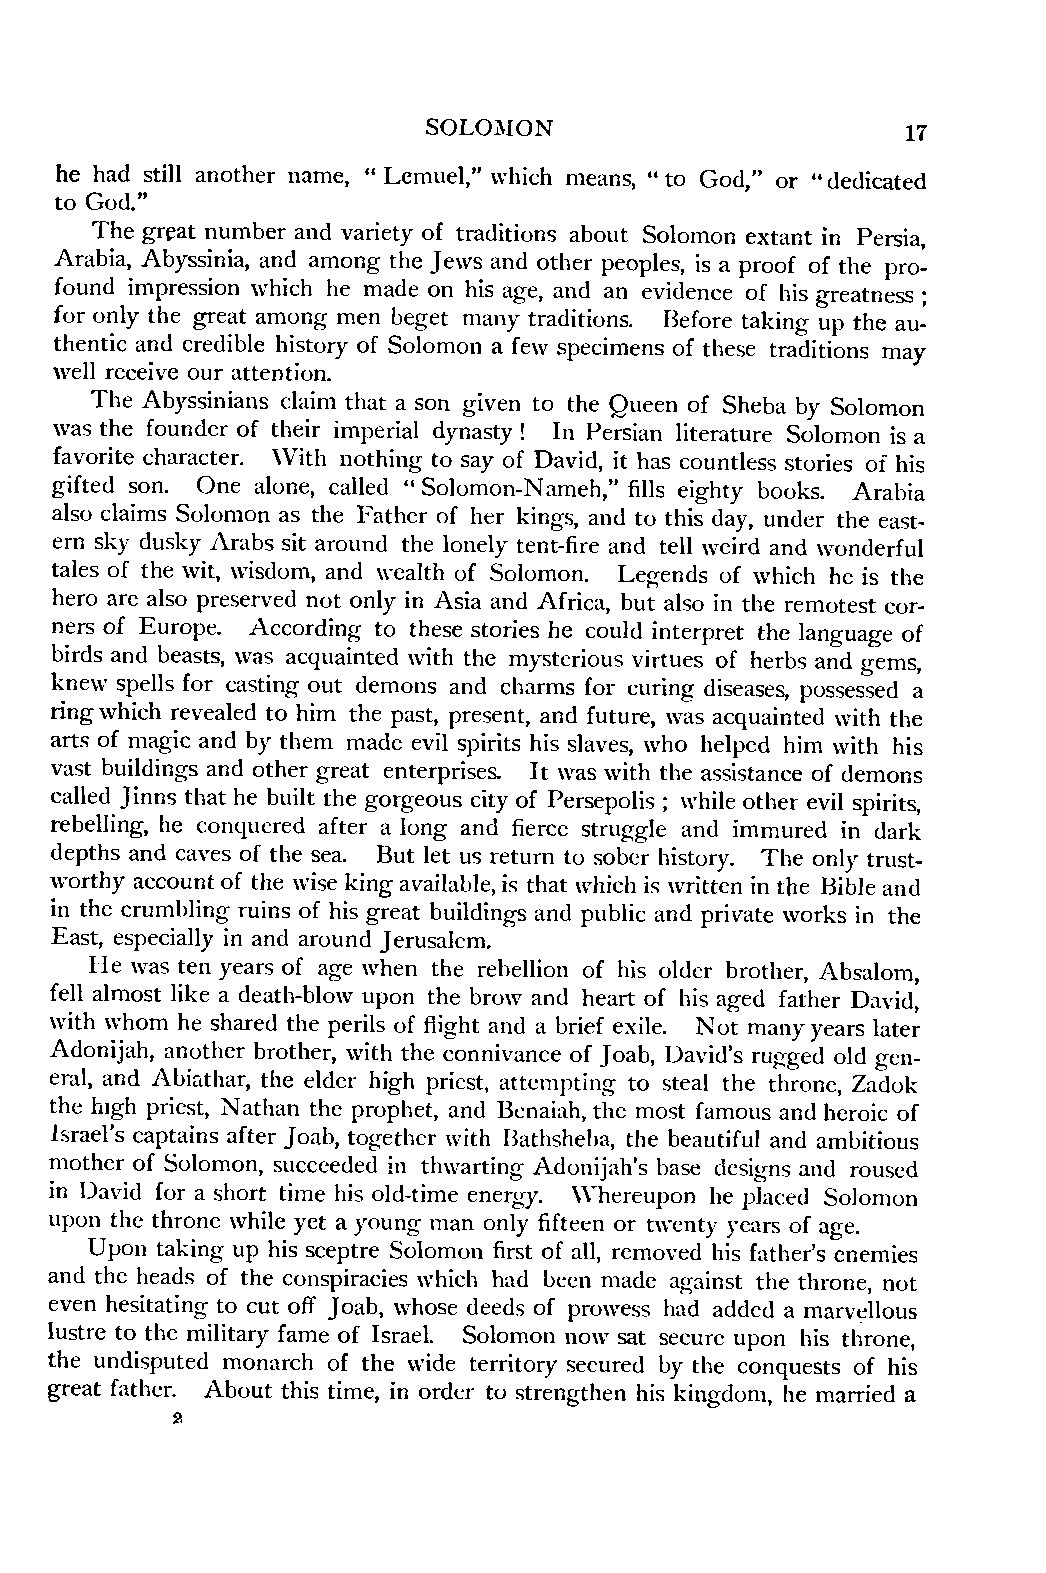 SOLOMON 17
he had still another name, “ Lemuel,” which means, “ to God,” or “dedicated
to God.”
The great number and variety of traditions about Solomon extant in Persia,
Arabia, Abyssinia, and among the Jews and other peoples, is a proof of the pro-
found impression which he made on his age, and an evidence of his greatness ;
for only the great among men beget many traditions. Before taking up the au-
thentic and credible history of Solomon a few specimens of these traditions may
well receive our attention.
The Abyssinians claim that a son given to the Queen of Sheba by Solomon
was the founder of their imperial dynasty ! In Persian literature Solomon is a
favorite character. With nothing to say of David, it has countless stories of his
gifted son. One alone, called “ Solomon-Nameh,” fills eighty books. Arabia
also claims Solomon as the Father of her kings, and to this day, under the east-
ern sky dusky Arabs sit around the lonely tent-fire and tell weird and wonderful
tales of the wit, wisdom, and wealth of Solomon. Legends of which he is the
hero are also preserved not only in Asia and Africa, but also in the remotest cor-
ners of Europe. According to these stories he could interpret the language of
birds and beasts, was acquainted with the mysterious virtues of herbs and gems,
knew spells for casting out demons and charms for curing diseases, possessed a
ring which revealed to him the past, present, and future, was acquainted with the
arts of magic and by them made evil spirits his slaves, who helped him with his
vast buildings and other great enterprises. It was with the assistance of demons
called Jinns that he built the gorgeous city of Persepolis ; while other evil spirits,
rebelling, he conquered after a long and fierce struggle and immured in dark
depths and caves of the sea. But let us return to sober history. The only trust-
worthy account of the wise king available, is that which is written in the Bible and
in the crumbling ruins of his great buildings and public and private works in the
East, especially in and around Jerusalem.
He was ten years of age when the rebellion of his older brother, Absalom,
fell almost like a death-blow upon the brow and heart of his aged father David,
with whom he shared the perils of flight and a brief exile. Not many years later
Adonijah, another brother, with the connivance of Joab, David's rugged old gen-
eral, and Abiathar, the elder high priest, attempting to steal the throne, Zadok
the high priest, Nathan the prophet, and Benaiah, the most famous and heroic of
Israel's captains after Joab, together with Bathsheba, the beautiful and ambitious
mother of Solomon, succeeded in thwarting Adonijah's base designs and roused
in David for a short time his old-time energy. Whereupon he placed Solomon
upon the throne while yet a young man only fifteen or twenty years of age.
Upon taking up his sceptre Solomon first of all, removed his father's enemies
and the heads of the conspiracies which had been made against the throne, not
even hesitating to cut off Joab, whose deeds of prowess had added a marvellous
lustre to the military fame of Israel. Solomon now sat secure upon his throne,
the undisputed monarch of the wide territory secured by the conquests of his
great father. About this time, in order to strengthen his kingdom, he married a
2